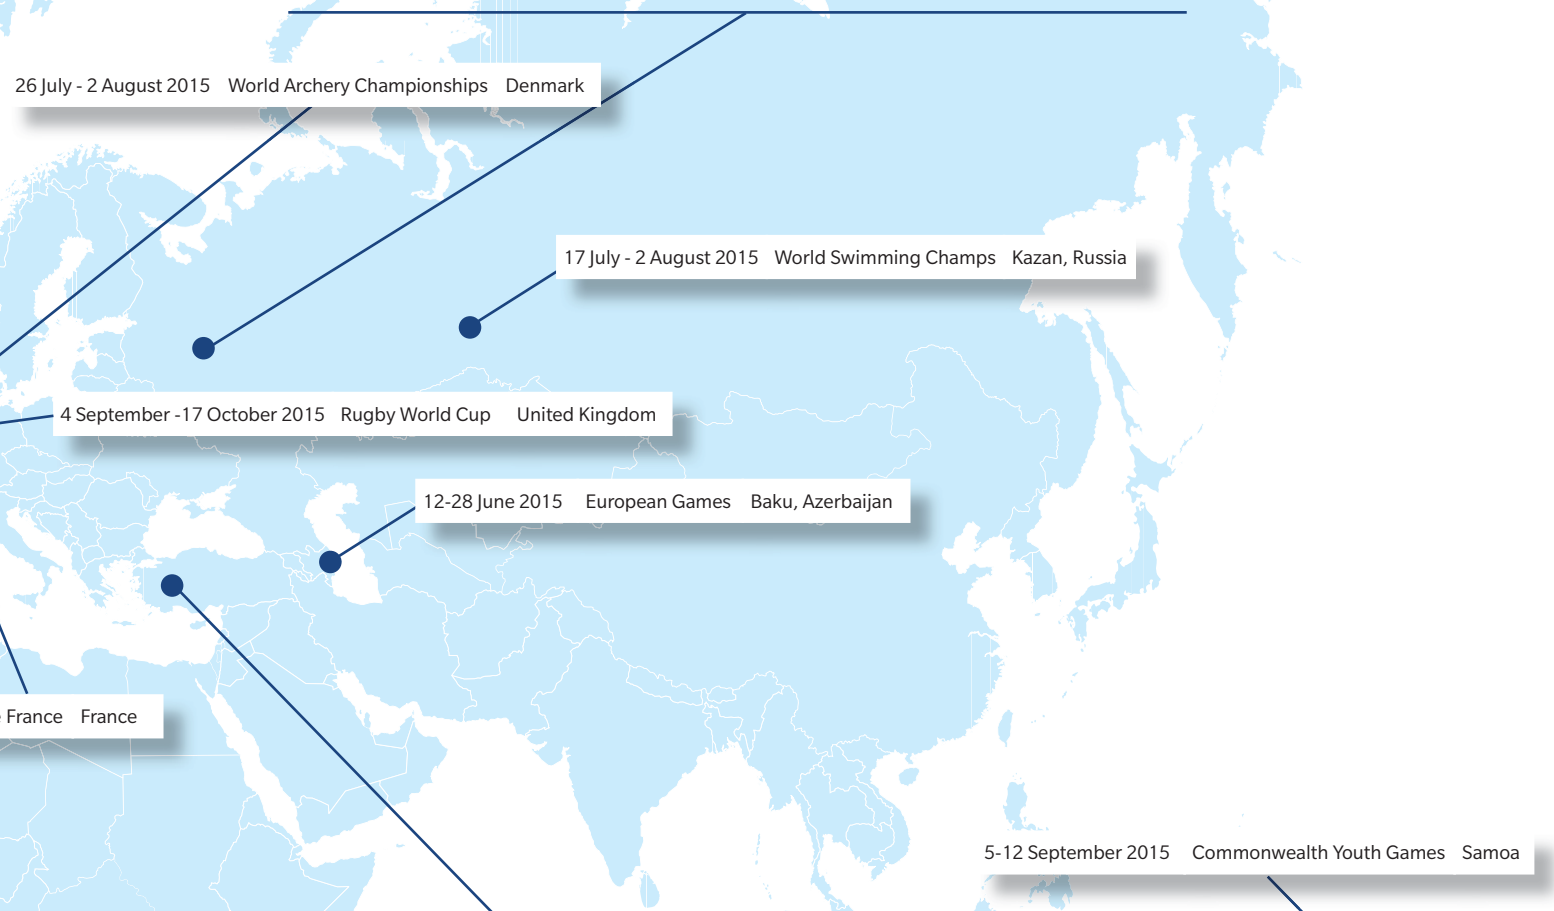 26 July - 2 August 2015 World Archery Championships Denmark
17 July - 2 August 2015 World Swimming Champs Kazan, Russia
4 September -17 October 2015 Rugby World Cup United Kingdom
12-28 June 2015 European Games Baku, Azerbaijan
France France
5-12 September 2015 Commonwealth Youth Games Samoa